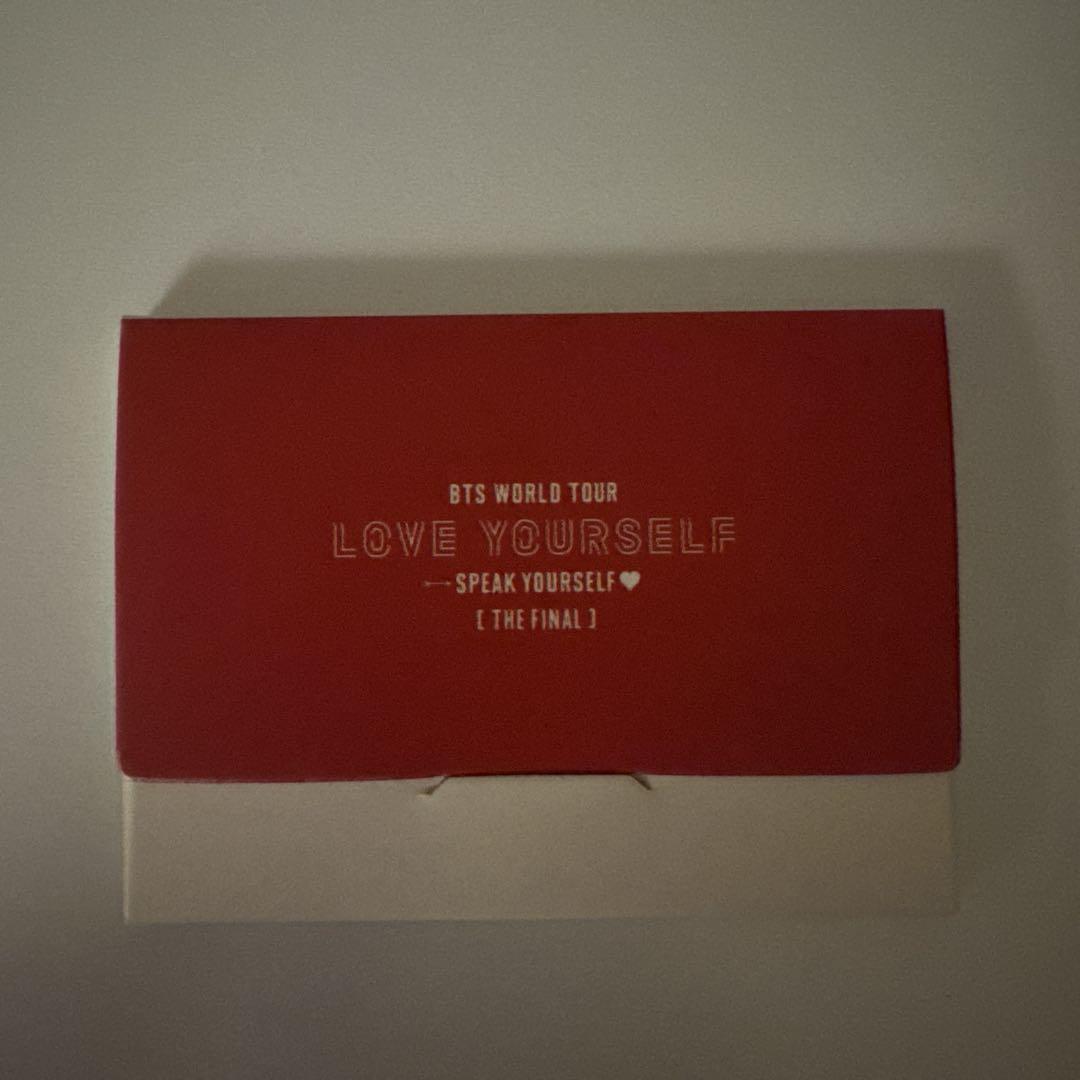 BTS WORLD TOUR
LOVE YOURSELF
SPEAK YOURSELF
[ THE FINAL ]